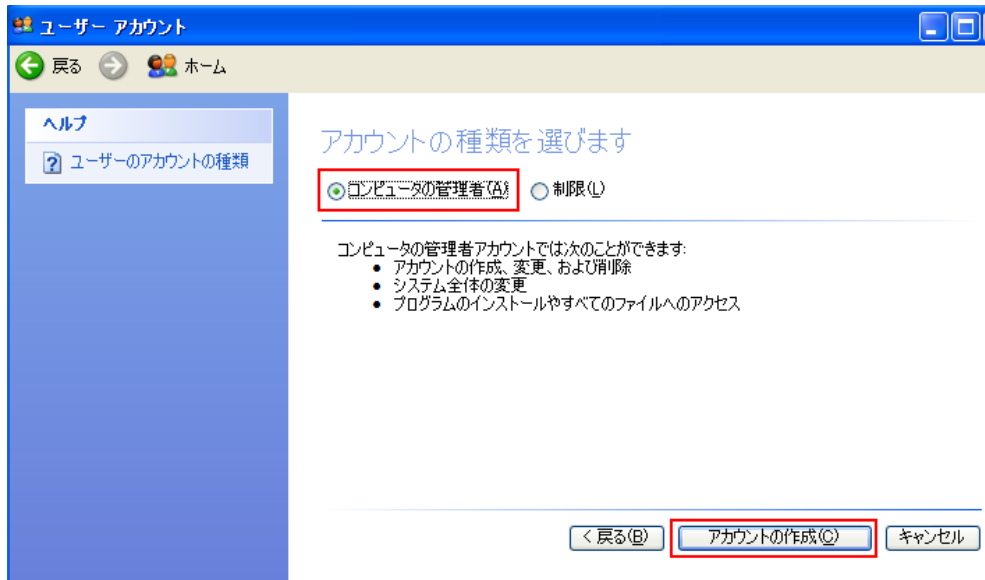 ユーザー アカウント
戻る ホーム
ヘルプ
ユーザーのアカウントの種類
アカウントの種類を選びます
コンピュータの管理者(A) 制限(L)
コンピュータの管理者アカウントでは次のことができます:
• アカウントの作成、変更、および削除
• システム全体の変更
• プログラムのインストールやすべてのファイルへのアクセス
< 戻る(B) アカウントの作成(C) キャンセル